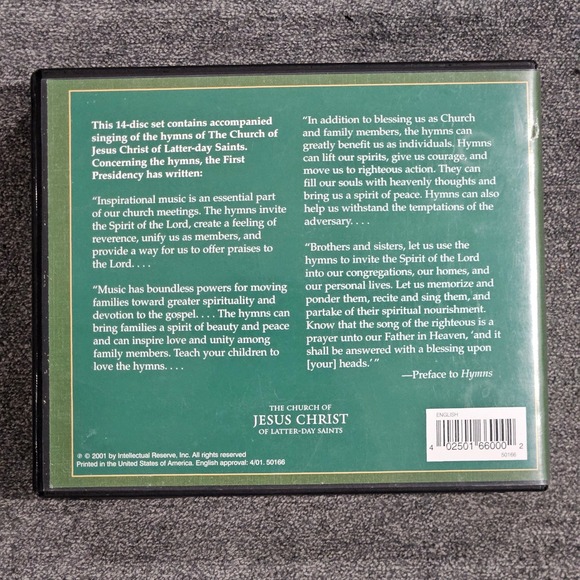 This 14-disc set contains accompanied
singing of the hymns of The Church of
Jesus Christ of Latter-day Saints.
Concerning the hymns, the First
Presidency has written:
“Inspirational music is an essential part
of our church meetings. The hymns invite
the Spirit of the Lord, create a feeling of
reverence, unify us as members, and
provide a way for us to offer praises to
the Lord. . . .
“Music has boundless powers for moving
families toward greater spirituality and
devotion to the gospel. . . . The hymns can
bring families a spirit of beauty and peace
and can inspire love and unity among
family members. Teach your children to
love the hymns. . . .
“In addition to blessing us as Church
and family members, the hymns can
greatly benefit us as individuals. Hymns
can lift our spirits, give us courage, and
move us to righteous action. They can
fill our souls with heavenly thoughts and
bring us a spirit of peace. Hymns can also
help us withstand the temptations of the
adversary. . . .
“Brothers and sisters, let us use the
hymns to invite the Spirit of the Lord
into our congregations, our homes, and
our personal lives. Let us memorize and
ponder them, recite and sing them, and
partake of their spiritual nourishment.
Know that the song of the righteous is a
prayer unto our Father in Heaven, ‘and it
shall be answered with a blessing upon
[your] heads.’ ”
—Preface to Hymns
THE CHURCH OF
JESUS CHRIST
OF LATTER-DAY SAINTS
℗ © 2001 by Intellectual Reserve, Inc. All rights reserved
Printed in the United States of America. English approval: 4/01. 50166
ENGLISH
4 02501 66000 2
50166